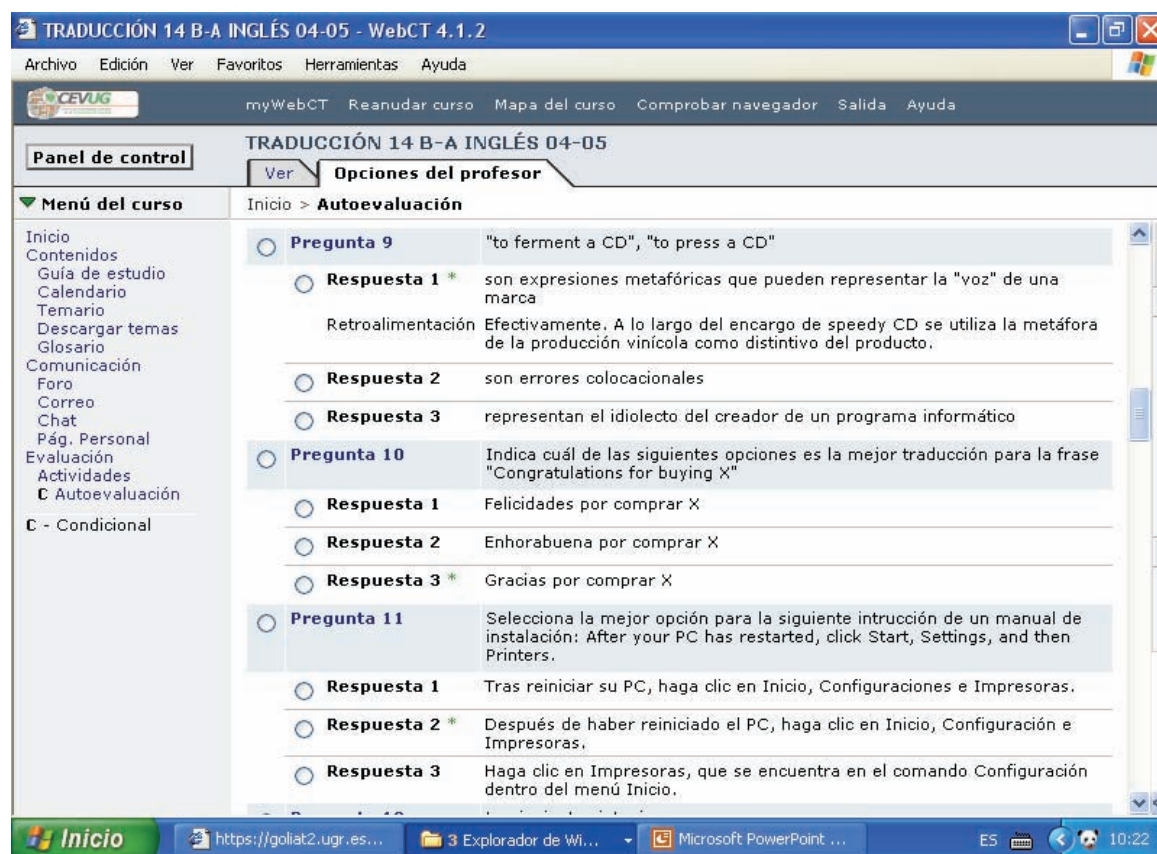 TRADUCCIÓN 14 B-A INGLÉS 04-05 - WebCT 4.1.2
Archivo Edición Ver Favoritos Herramientas Ayuda
CEVUG
myWebCT Reanudar curso Mapa del curso Comprobar navegador Salida Ayuda
Panel de control
TRADUCCIÓN 14 B-A INGLÉS 04-05
Ver Opciones del profesor
Menú del curso
Inicio > Autoevaluación
Inicio
Contenidos
Guía de estudio
Calendario
Temario
Descargar temas
Glosario
Comunicación
Foro
Correo
Chat
Pág. Personal
Evaluación
Actividades
C Autoevaluación
C - Condicional
Pregunta 9 "to ferment a CD", "to press a CD"
Respuesta 1 * son expresiones metafóricas que pueden representar la "voz" de una
marca
Retroalimentación Efectivamente. A lo largo del encargo de speedy CD se utiliza la metáfora
de la producción vinícola como distintivo del producto.
Respuesta 2 son errores colocacionales
Respuesta 3 representan el idiolecto del creador de un programa informático
Pregunta 10 Indica cuál de las siguientes opciones es la mejor traducción para la frase
"Congratulations for buying X"
Respuesta 1 Felicidades por comprar X
Respuesta 2 Enhorabuena por comprar X
Respuesta 3 * Gracias por comprar X
Pregunta 11 Selecciona la mejor opción para la siguiente intrucción de un manual de
instalación: After your PC has restarted, click Start, Settings, and then
Printers.
Respuesta 1 Tras reiniciar su PC, haga clic en Inicio, Configuraciones e Impresoras.
Respuesta 2 * Después de haber reiniciado el PC, haga clic en Inicio, Configuración e
Impresoras.
Respuesta 3 Haga clic en Impresoras, que se encuentra en el comando Configuración
dentro del menú Inicio.
Inicio https://goliat2.ugr.es... 3 Explorador de Wi... Microsoft PowerPoint ... ES 10:22